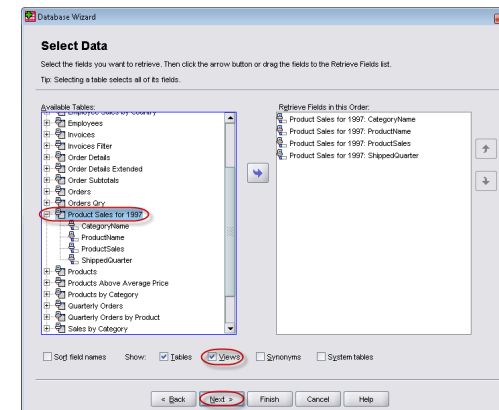 Database Wizard
Select Data
Select the fields you want to retrieve. Then click the arrow button or drag the fields to the Retrieve Fields list.
Tip: Selecting a table selects all of its fields.
Available Tables:
Employee Sales by Country
Employees
Invoices
Invoices Filter
Order Details
Order Details Extended
Order Subtotals
Orders
Orders Qry
Product Sales for 1997
CategoryName
ProductName
ProductSales
ShippedQuarter
Products
Products Above Average Price
Products by Category
Quarterly Orders
Quarterly Orders by Product
Sales by Category
Retrieve Fields in this Order:
Product Sales for 1997: CategoryName
Product Sales for 1997: ProductName
Product Sales for 1997: ProductSales
Product Sales for 1997: ShippedQuarter
Sort field names Show: Tables Views Synonyms System tables
< Back Next > Finish Cancel Help